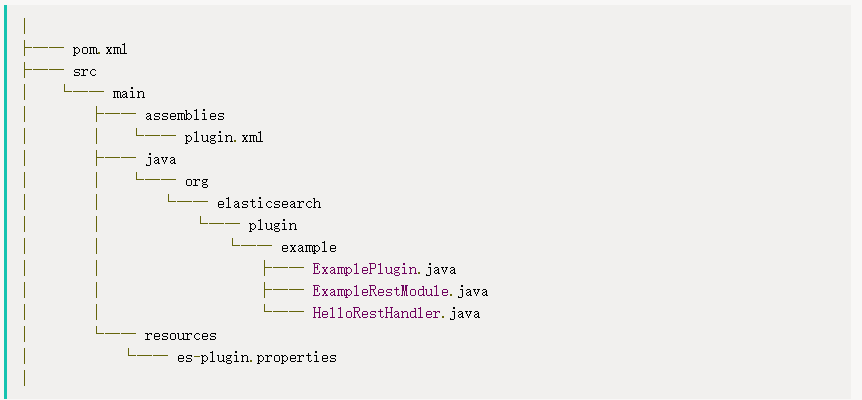 │
├── pom.xml
├── src
│   └── main
│       ├── assemblies
│       │   └── plugin.xml
│       ├── java
│       │   └── org
│       │       └── elasticsearch
│       │           └── plugin
│       │               └── example
│       │                   ├── ExamplePlugin.java
│       │                   ├── ExampleRestModule.java
│       │                   └── HelloRestHandler.java
│       └── resources
│           └── es-plugin.properties
│